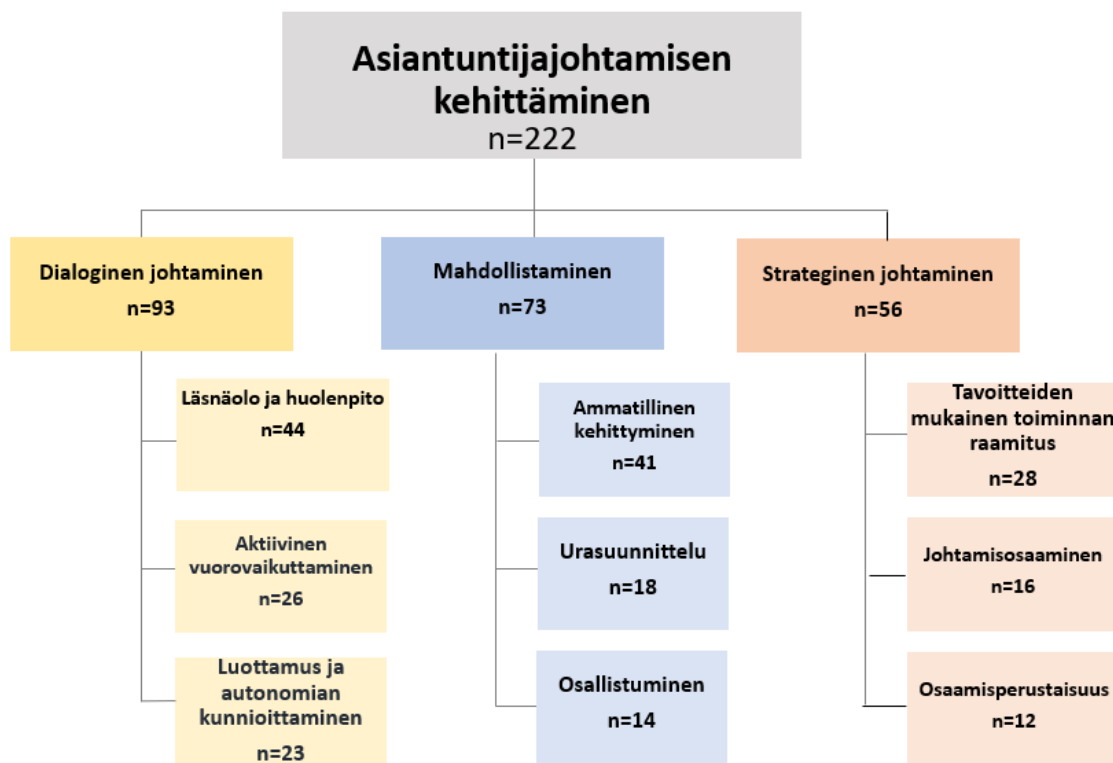 Asiantuntijajohtamisen
kehittäminen
n=222
Dialoginen johtaminen
n=93
Mahdollistaminen
n=73
Strateginen johtaminen
n=56
Läsnäolo ja huolenpito
n=44
Ammatillinen
kehittyminen
n=41
Tavoitteiden
mukainen toiminnan
raamitus
n=28
Aktiivinen
vuorovaikuttaminen
n=26
Urasuunnittelu
n=18
Johtamisosaaminen
n=16
Luottamus ja
autonomian
kunnioittaminen
n=23
Osallistuminen
n=14
Osaamisperustaisuus
n=12